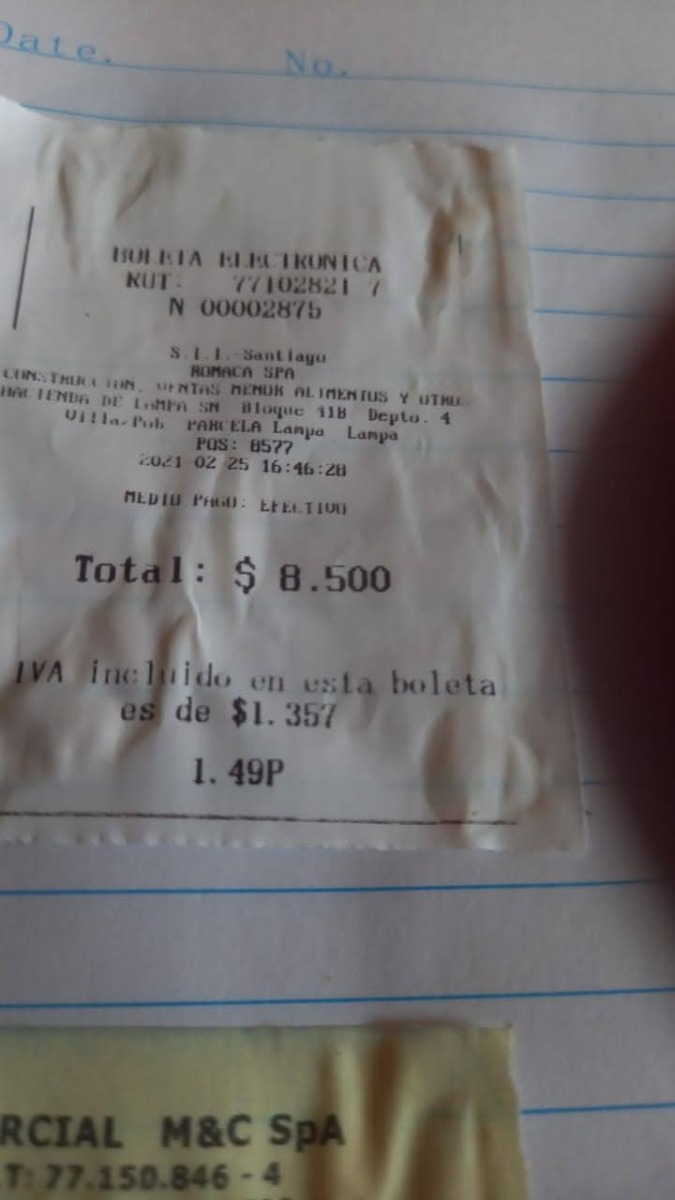 Date. No.
BOLETA ELECTRONICA
RUT: 77102821 7
N 00002875
S.I.I.-Santiago
ROMACA SPA
CONSTRUCCION, VENTAS MENOR ALIMENTOS Y OTRO
HACIENDA DE LAMPA SN Bloque 41B Depto. 4
Villa/Pob PARCELA Lampa Lampa
POS: 8577
2021 02 25 16:46:28
MEDIO PAGO: EFECTIVO
Total: $ 8.500
IVA incluido en esta boleta
es de $1.357
1.49P
RCIAL M&C SpA
T: 77.150.846 - 4